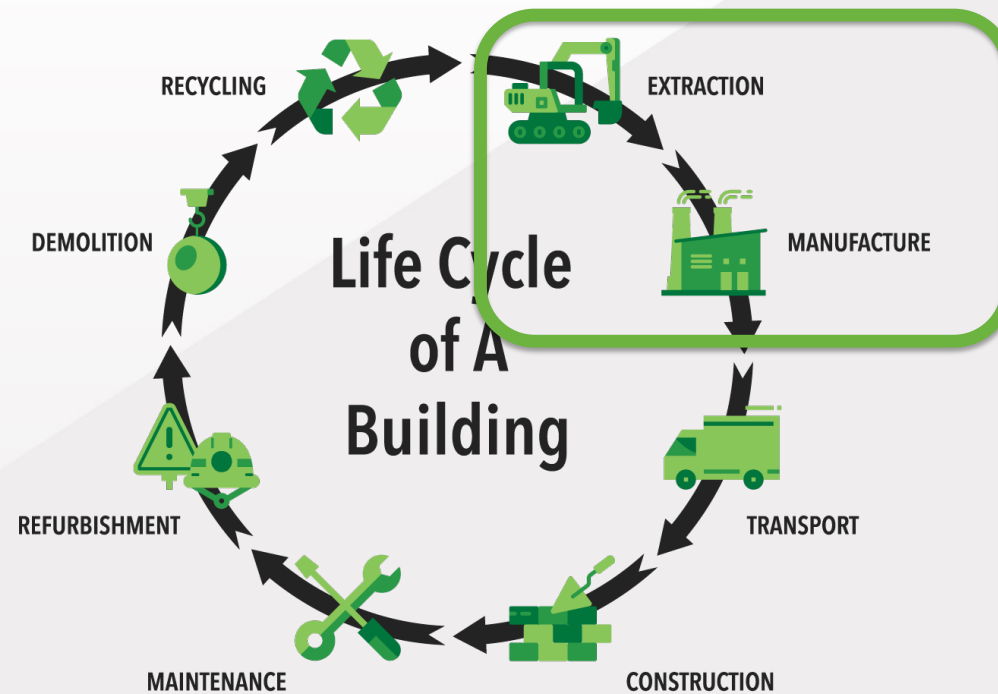 RECYCLING
EXTRACTION
DEMOLITION
MANUFACTURE
Life Cycle
of A
Building
REFURBISHMENT
TRANSPORT
MAINTENANCE
CONSTRUCTION